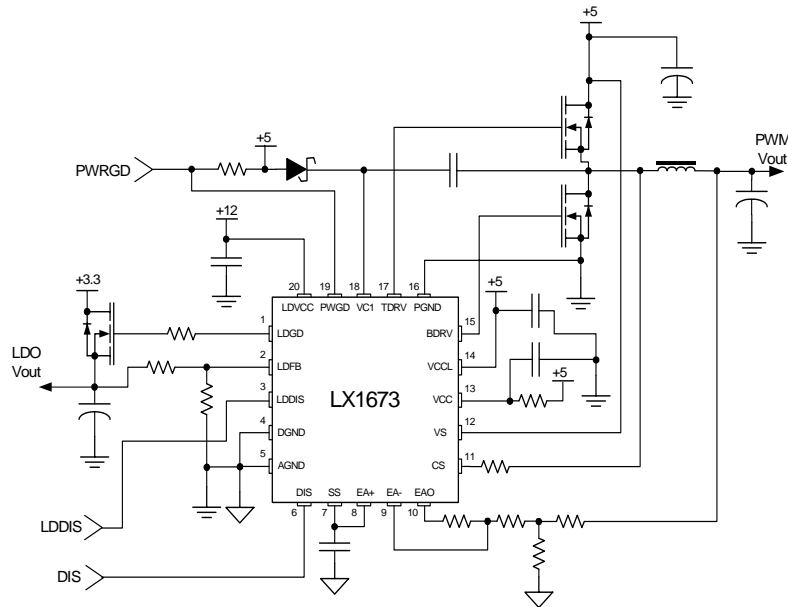 +5
PWM
Vout
+5
PWRGD
+12
20 19 18 17 16
+3.3
+5
LDVCC PWGD VC1 TDRV PGND
1 LDGD
BDRV 15
LDO
Vout
2 LDFB
VCCL 14
+5
3 LDDIS
LX1673
VCC 13
4 DGND
VS 12
5 AGND
CS 11
DIS SS EA+ EA- EAO
6 7 8 9 10
LDDIS
DIS